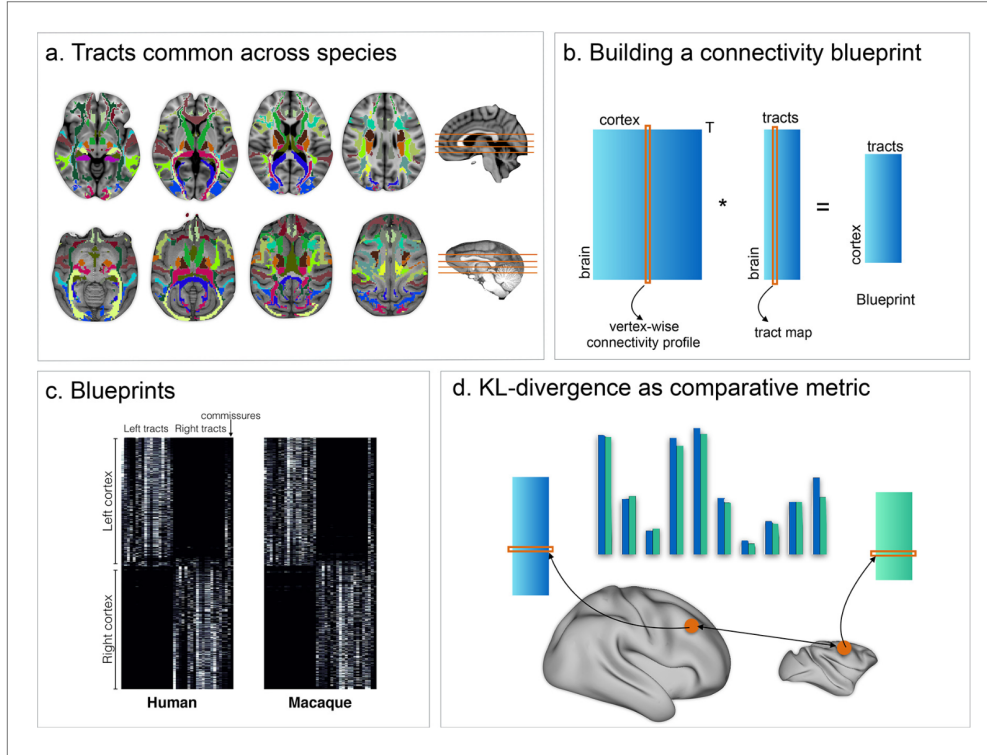 a. Tracts common across species
b. Building a connectivity blueprint
cortex
T
tracts
tracts
brain
*
brain
=
cortex
Blueprint
vertex-wise
connectivity profile
tract map
c. Blueprints
commissures
Left tracts
Right tracts
Left cortex
Right cortex
Human
Macaque
d. KL-divergence as comparative metric